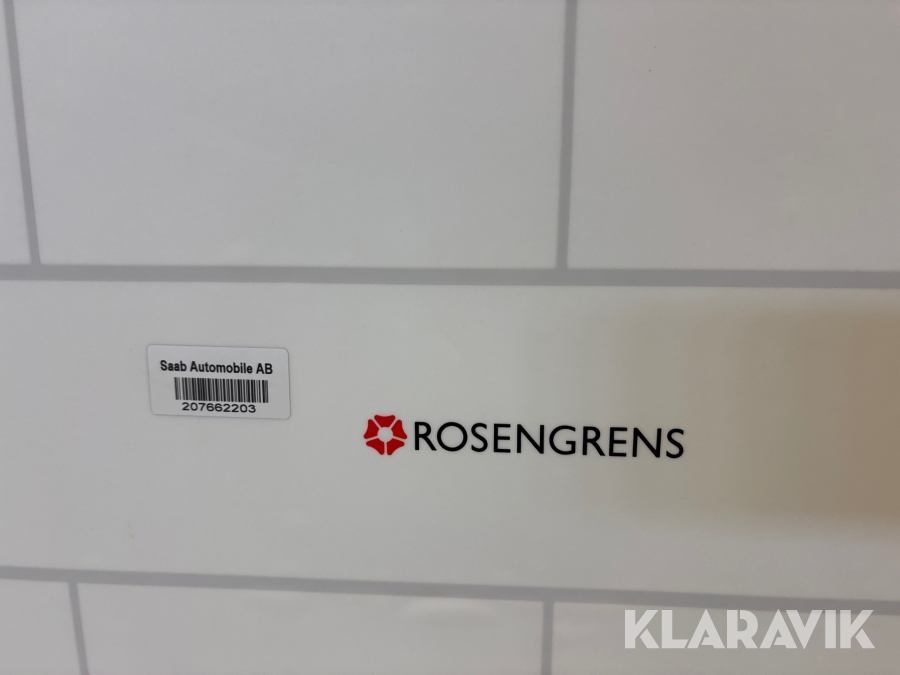 Saab Automobile AB
207662203
ROSENGRENS
KLARAVIK